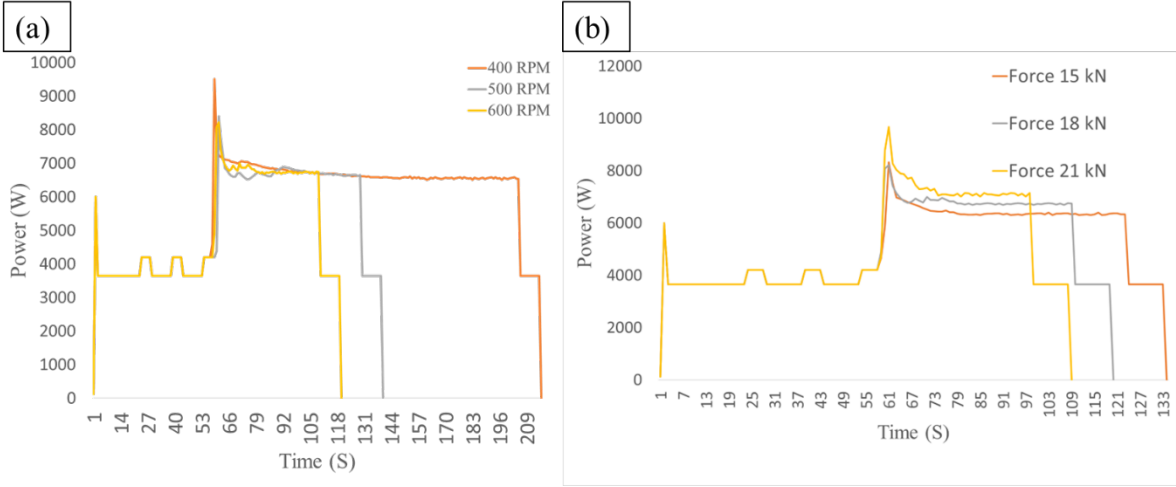 (a)
10000
9000
8000
7000
6000
5000
4000
3000
2000
1000
0
Power (W)
400 RPM
500 RPM
600 RPM
1 14 27 40 53 66 79 92 105 118 131 144 157 170 183 196 209
Time (S)
(b)
12000
10000
8000
6000
4000
2000
0
Power (W)
Force 15 kN
Force 18 kN
Force 21 kN
1 7 13 19 25 31 37 43 49 55 61 67 73 79 85 91 97 103 109 115 121 127 133
Time (S)